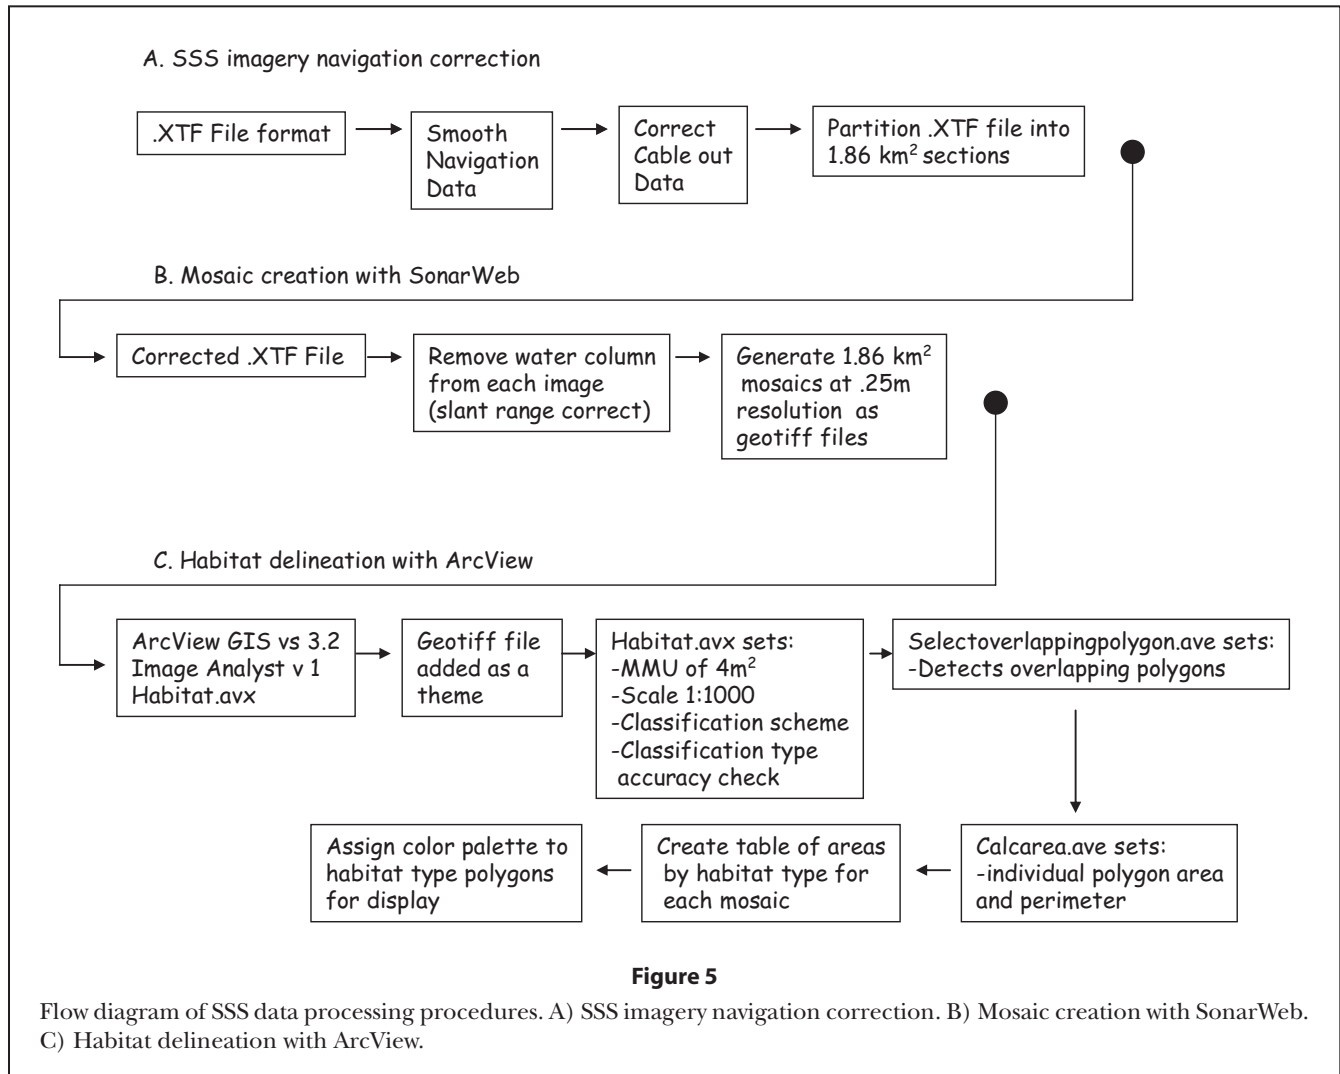 A. SSS imagery navigation correction
.XTF File format
Smooth
Navigation
Data
Correct
Cable out
Data
Partition .XTF file into
1.86 km² sections
B. Mosaic creation with SonarWeb
Corrected .XTF File
Remove water column
from each image
(slant range correct)
Generate 1.86 km²
mosaics at .25m
resolution as
geotiff files
C. Habitat delineation with ArcView
ArcView GIS vs 3.2
Image Analyst v 1
Habitat.avx
Geotiff file
added as a
theme
Habitat.avx sets:
-MMU of 4m²
-Scale 1:1000
-Classification scheme
-Classification type
accuracy check
Selectoverlappingpolygon.ave sets:
-Detects overlapping polygons
Calcarea.ave sets:
-individual polygon area
and perimeter
Create table of areas
by habitat type for
each mosaic
Assign color palette to
habitat type polygons
for display
Figure 5
Flow diagram of SSS data processing procedures. A) SSS imagery navigation correction. B) Mosaic creation with SonarWeb.
C) Habitat delineation with ArcView.